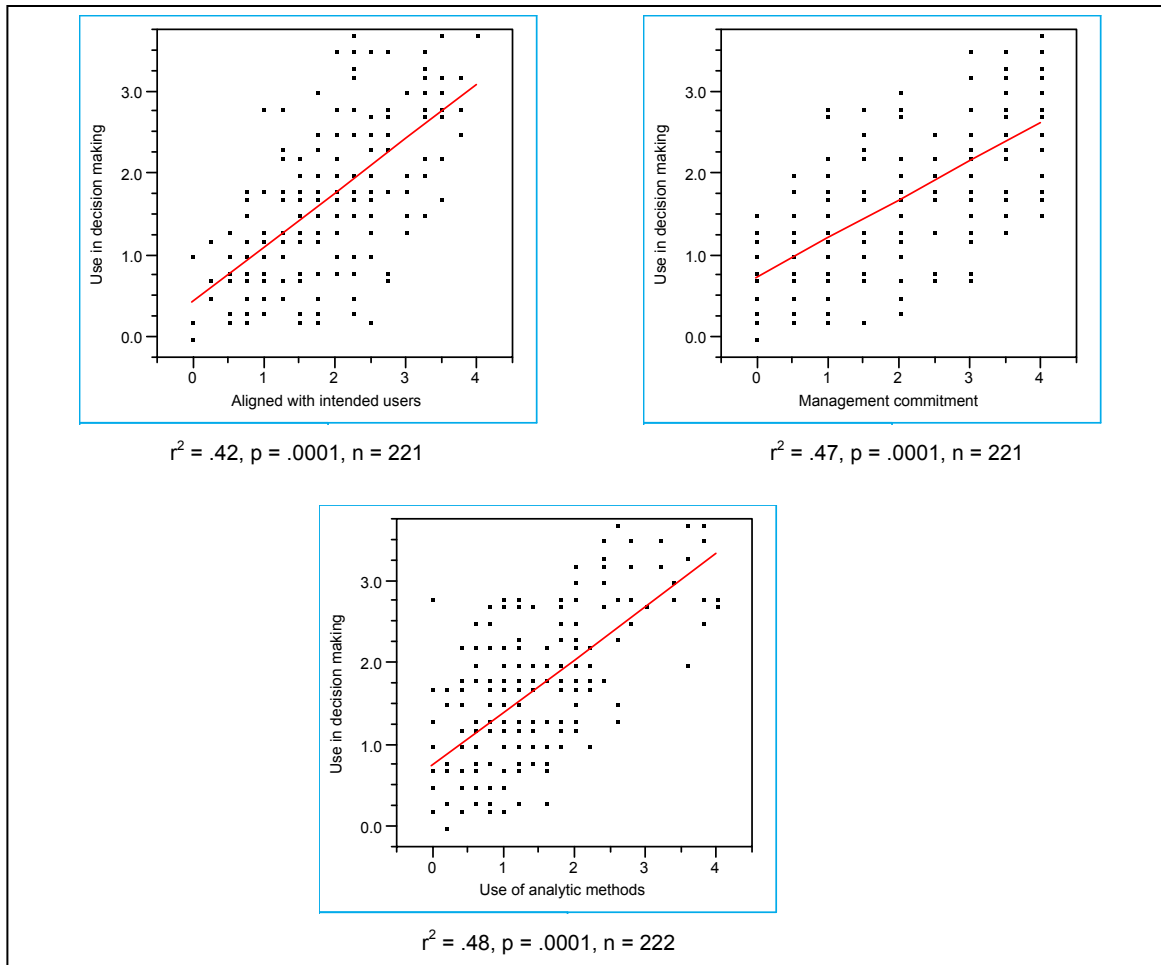 Use in decision making
3.0
2.0
1.0
0.0
0 1 2 3 4
Aligned with intended users
r² = .42, p = .0001, n = 221
Use in decision making
3.0
2.0
1.0
0.0
0 1 2 3 4
Management commitment
r² = .47, p = .0001, n = 221
Use in decision making
3.0
2.0
1.0
0.0
0 1 2 3 4
Use of analytic methods
r² = .48, p = .0001, n = 222